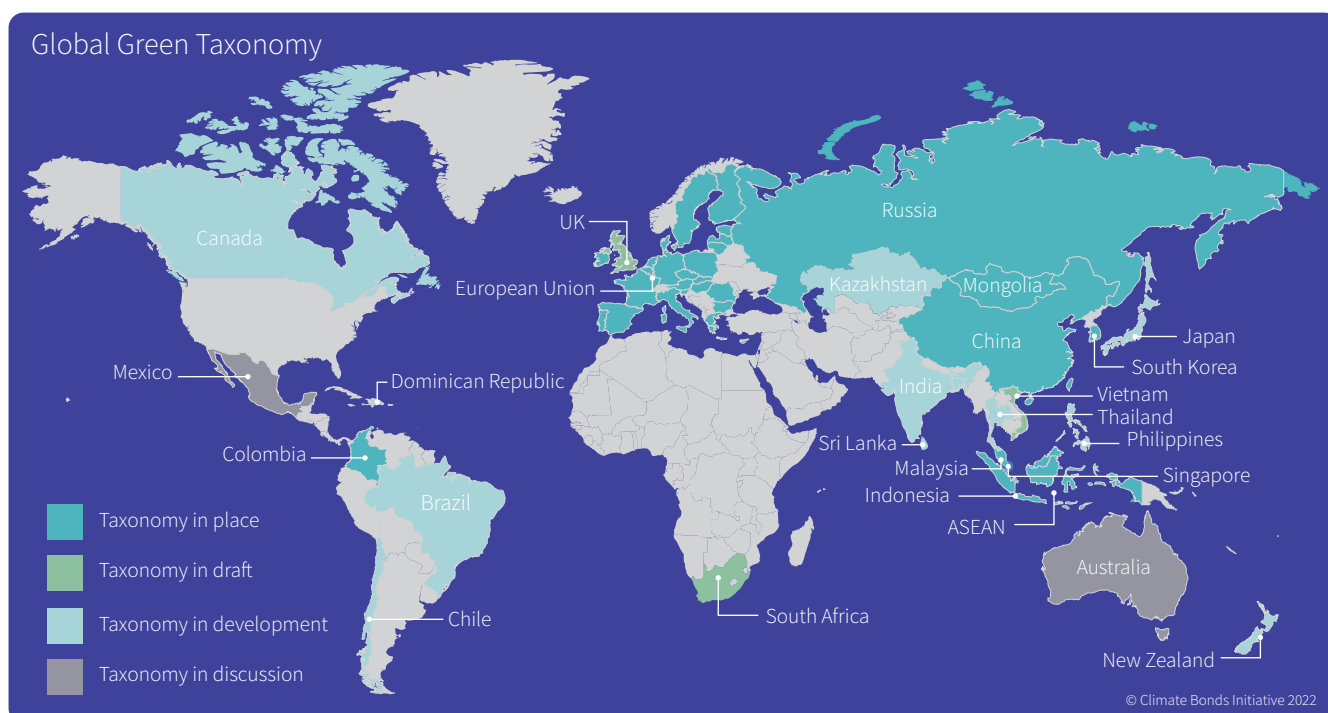 Global Green Taxonomy
UK
Russia
Canada
European Union
Kazakhstan
Mongolia
China
Japan
South Korea
Mexico
Dominican Republic
India
Vietnam
Thailand
Philippines
Sri Lanka
Colombia
Malaysia
Singapore
Indonesia
ASEAN
Brazil
Taxonomy in place
Taxonomy in draft
Australia
South Africa
Chile
Taxonomy in development
New Zealand
Taxonomy in discussion
© Climate Bonds Initiative 2022